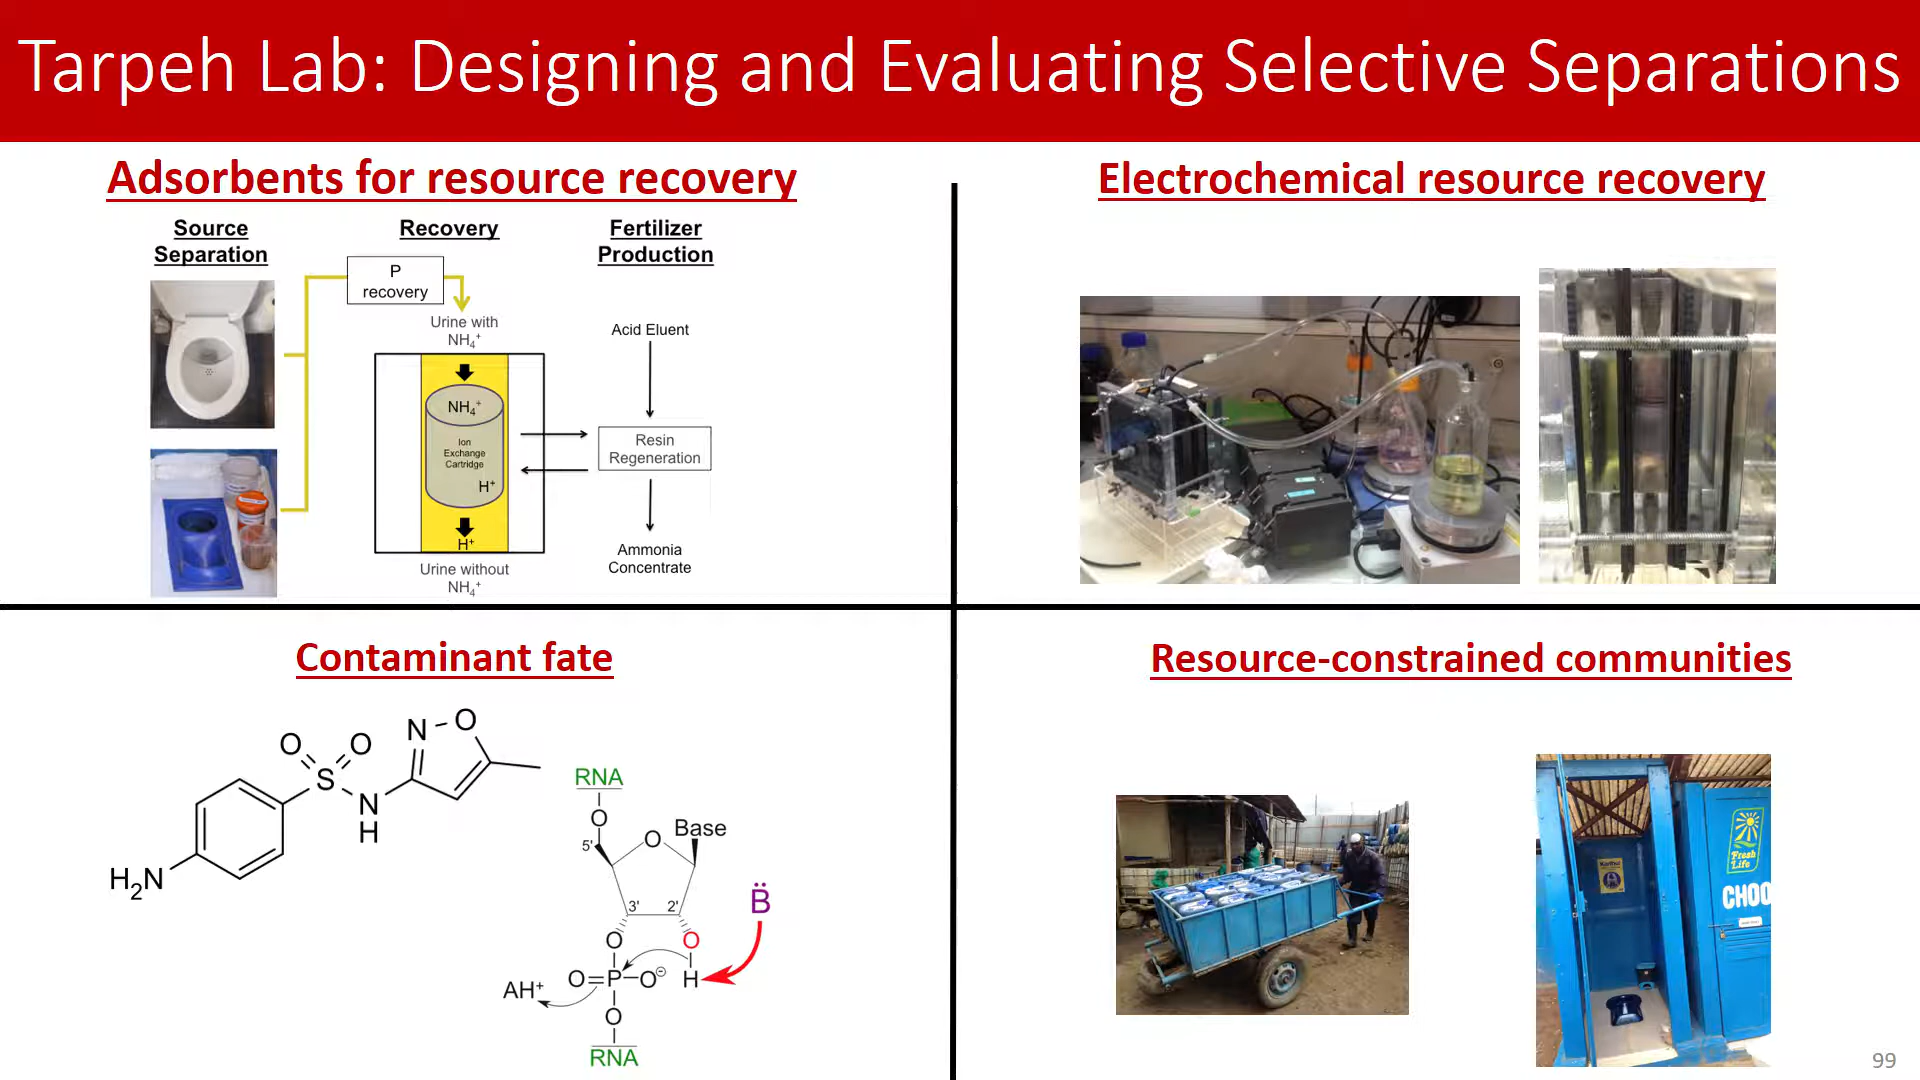 Tarpeh Lab: Designing and Evaluating Selective Separations
Adsorbents for resource recovery
Source
Separation
Recovery
Fertilizer
Production
P
recovery
Urine with
NH₄⁺
Acid Eluent
NH₄⁺
Ion
Exchange
Cartridge
H⁺
Resin
Regeneration
H⁺
Urine without
NH₄⁺
Ammonia
Concentrate
Electrochemical resource recovery
Contaminant fate
O O
S
N
H
N O
H₂N
RNA
O
5'
O
Base
3' 2'
B̈
O
O
AH⁺
O=P–O⊖
H
O
RNA
Resource-constrained communities
Fresh
Life
CHOO
99